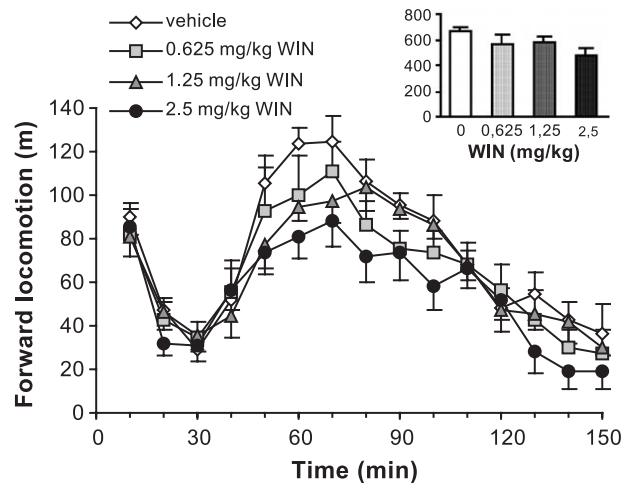 vehicle
0.625 mg/kg WIN
1.25 mg/kg WIN
2.5 mg/kg WIN
800
600
400
200
0
0 0,625 1,25 2,5
WIN (mg/kg)
Forward locomotion (m)
140
120
100
80
60
40
20
0
0 30 60 90 120 150
Time (min)